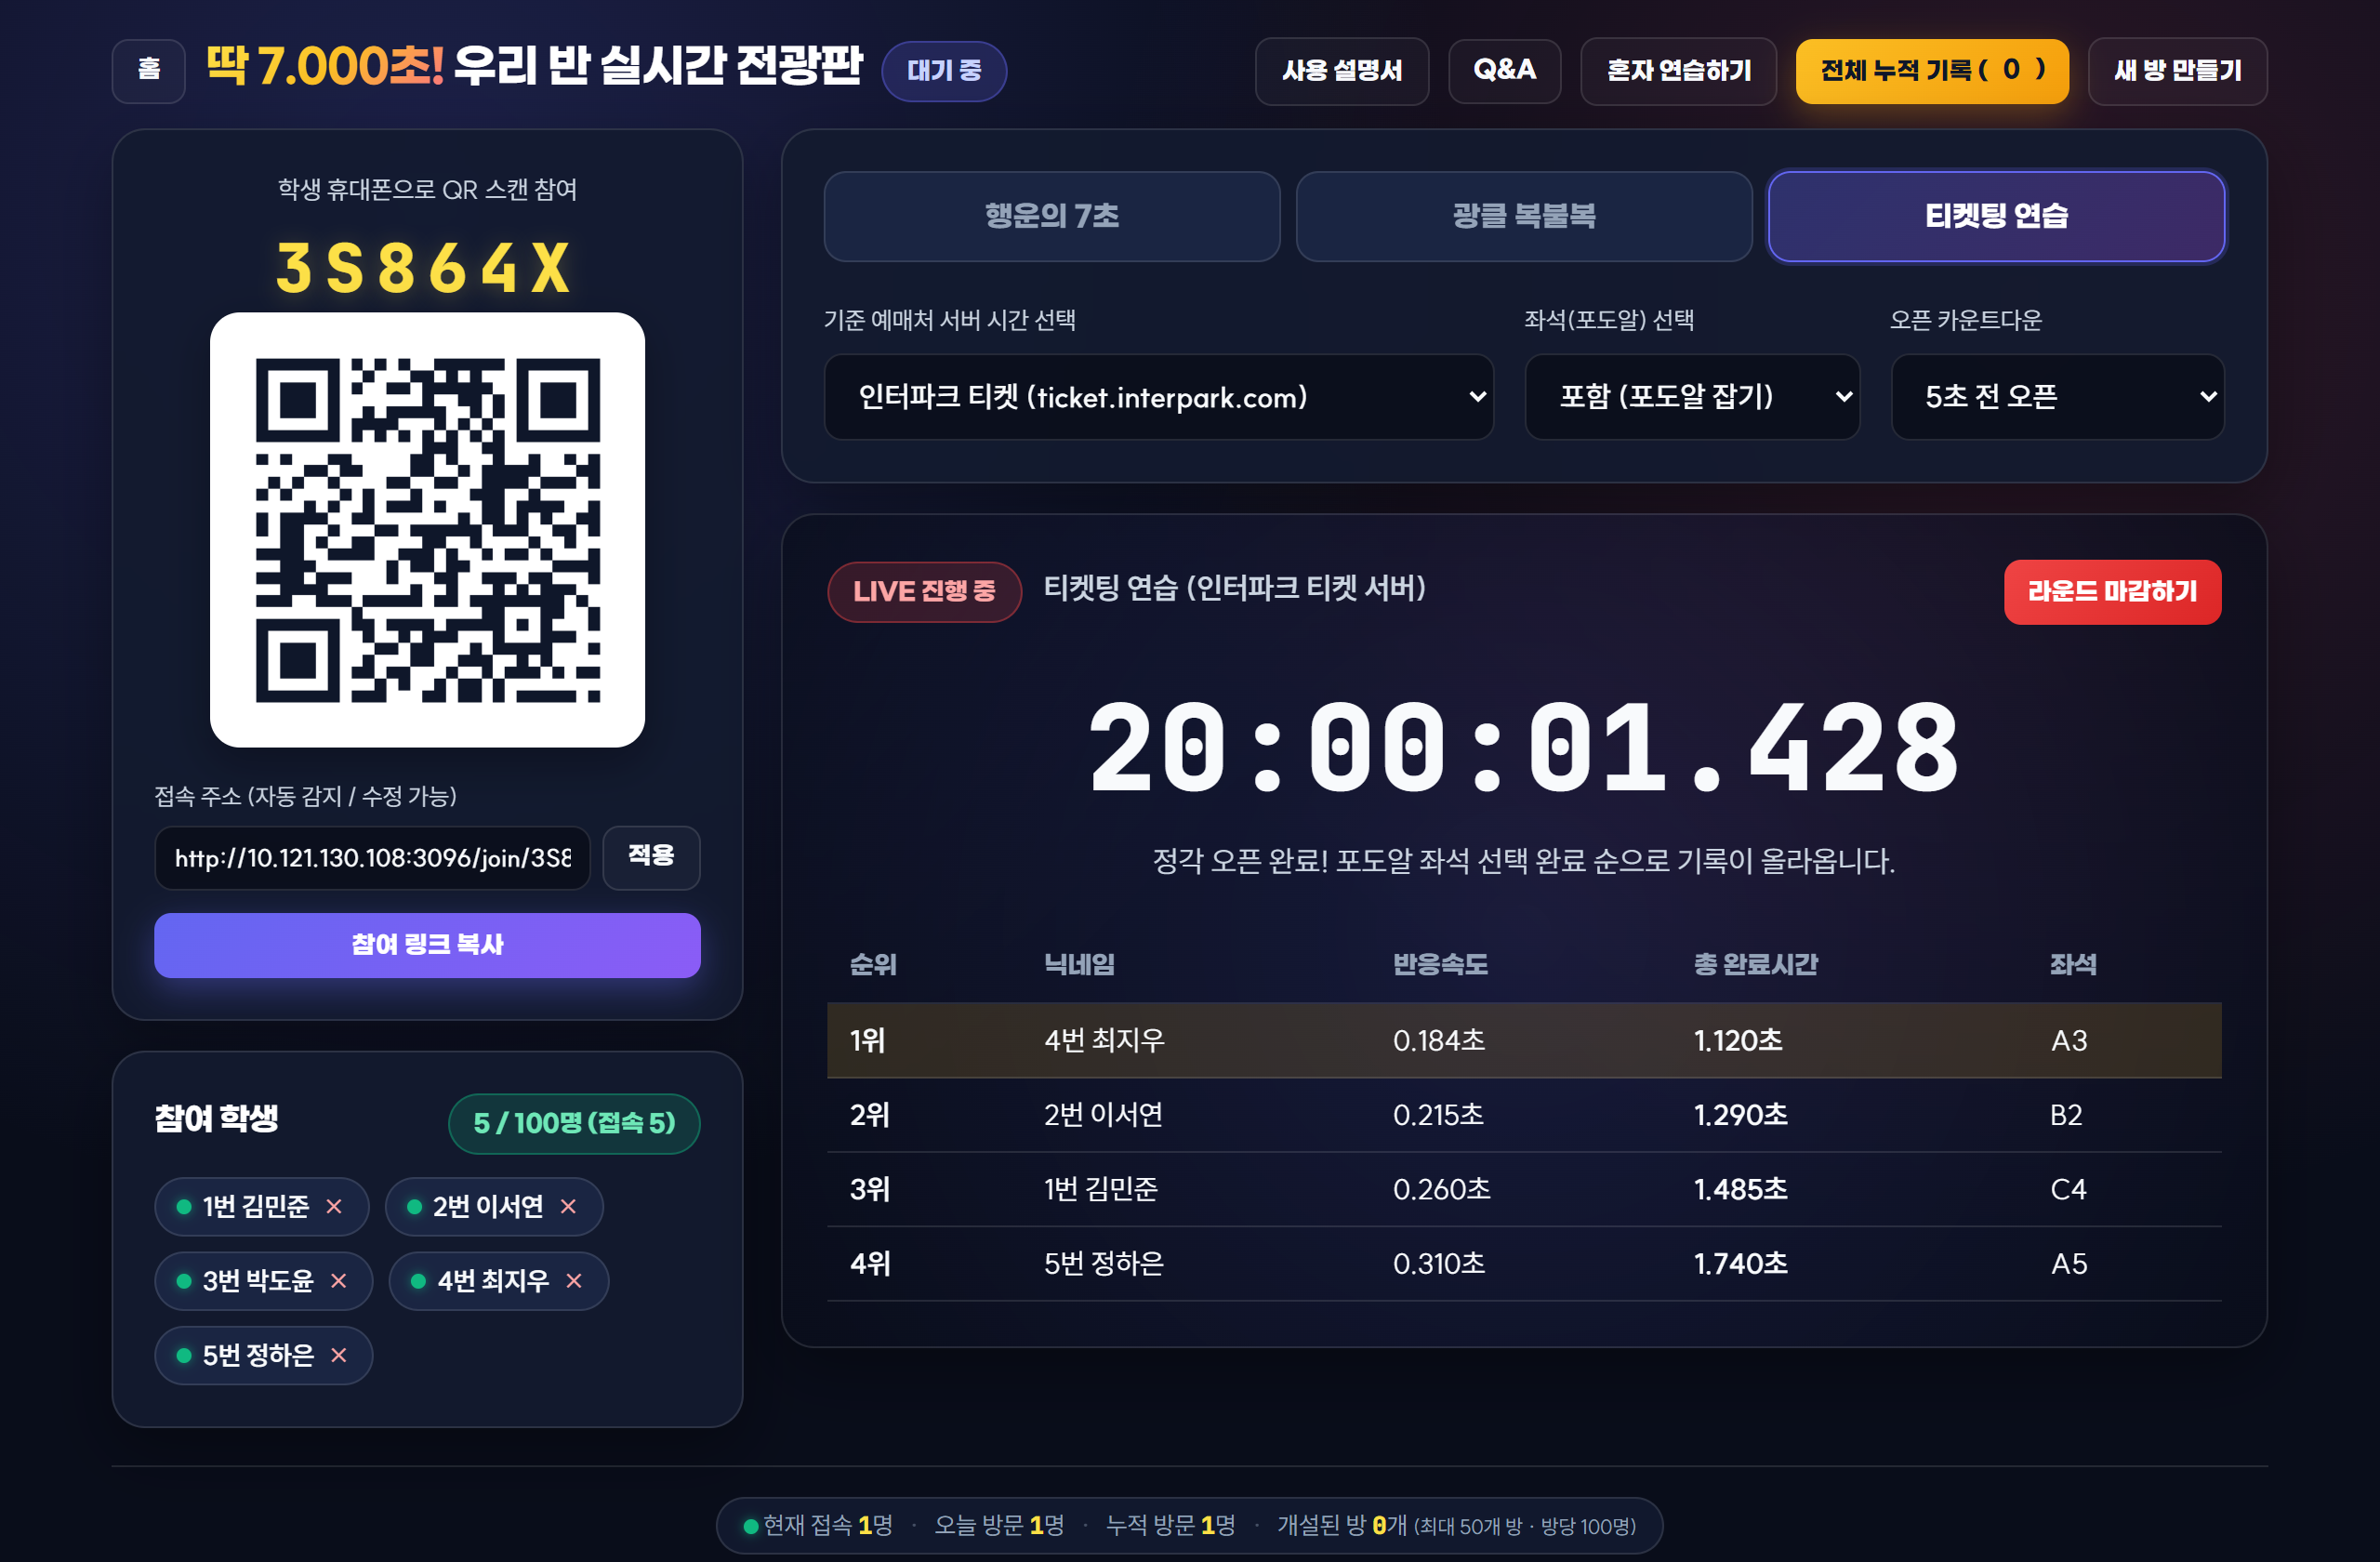 홈
딱 7.000초! 우리 반 실시간 전광판
대기 중
사용 설명서
Q&A
혼자 연습하기
전체 누적 기록 ( 0 )
새 방 만들기
학생 휴대폰으로 QR 스캔 참여
3S864X
접속 주소 (자동 감지 / 수정 가능)
http://10.121.130.108:3096/join/3S8
적용
참여 링크 복사
참여 학생
5 / 100명 (접속 5)
1번 김민준 ×
2번 이서연 ×
3번 박도윤 ×
4번 최지우 ×
5번 정하은 ×
행운의 7초
광클 복불복
티켓팅 연습
기준 예매처 서버 시간 선택
좌석(포도알) 선택
오픈 카운트다운
인터파크 티켓 (ticket.interpark.com)
포함 (포도알 잡기)
5초 전 오픈
LIVE 진행 중
티켓팅 연습 (인터파크 티켓 서버)
라운드 마감하기
20:00:01.428
정각 오픈 완료! 포도알 좌석 선택 완료 순으로 기록이 올라옵니다.
순위 닉네임 반응속도 총 완료시간 좌석
1위 4번 최지우 0.184초 1.120초 A3
2위 2번 이서연 0.215초 1.290초 B2
3위 1번 김민준 0.260초 1.485초 C4
4위 5번 정하은 0.310초 1.740초 A5
현재 접속 1명 · 오늘 방문 1명 · 누적 방문 1명 · 개설된 방 0개 (최대 50개 방 · 방당 100명)